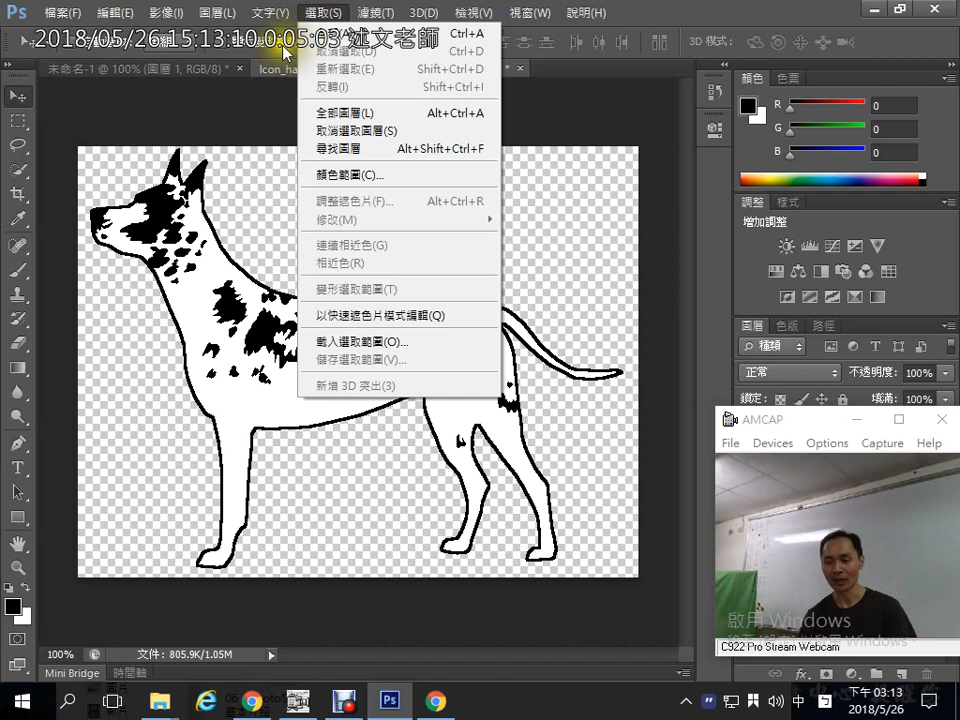 Ps 檔案(F) 編輯(E) 影像(I) 圖層(L) 文字(Y) 選取(S) 濾鏡(T) 3D(D) 檢視(V) 視窗(W) 說明(H)
2018/05/26 15:13:10 0:05:03 述文老師
3D 模式:
Ctrl+A
取消選取(D) Ctrl+D
重新選取(E) Shift+Ctrl+D
反轉(I) Shift+Ctrl+I
全部圖層(L) Alt+Ctrl+A
取消選取圖層(S)
尋找圖層 Alt+Shift+Ctrl+F
顏色範圍(C)...
調整遮色片(F)... Alt+Ctrl+R
修改(M)
連續相近色(G)
相近色(R)
變形選取範圍(T)
以快速遮色片模式編輯(Q)
載入選取範圍(O)...
儲存選取範圍(V)...
新增 3D 突出(3)
未命名-1 @ 100% (圖層 1, RGB/8) * ×
Icon_ha
* ×
顏色 色票
R 0
G 0
B 0
調整 樣式
增加調整
圖層 色版 路徑
種類
正常 不透明度: 100%
鎖定: 填滿: 100%
AMCAP
File Devices Options Capture Help
啟用 Windows
C922 Pro Stream Webcam
100% 文件: 805.9K/1.05M
Mini Bridge 時間軸
Ps
中
下午 03:13
2018/5/26